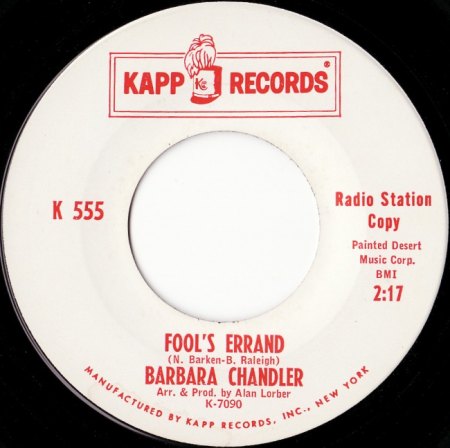 KAPP RECORDS®
K 555
Radio Station
Copy
Painted Desert
Music Corp.
BMI
2:17
FOOL'S ERRAND
(N. Barken-B. Raleigh)
BARBARA CHANDLER
Arr. & Prod. by Alan Lorber
K-7090
MANUFACTURED BY KAPP RECORDS, INC., NEW YORK